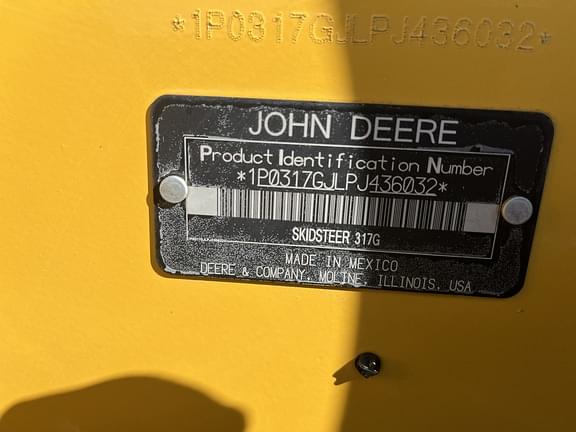 *1P0317GJLPJ436032*
JOHN DEERE
Product Identification Number
*1P0317GJLPJ436032*
SKIDSTEER 317G
MADE IN MEXICO
DEERE & COMPANY, MOLINE, ILLINOIS, USA